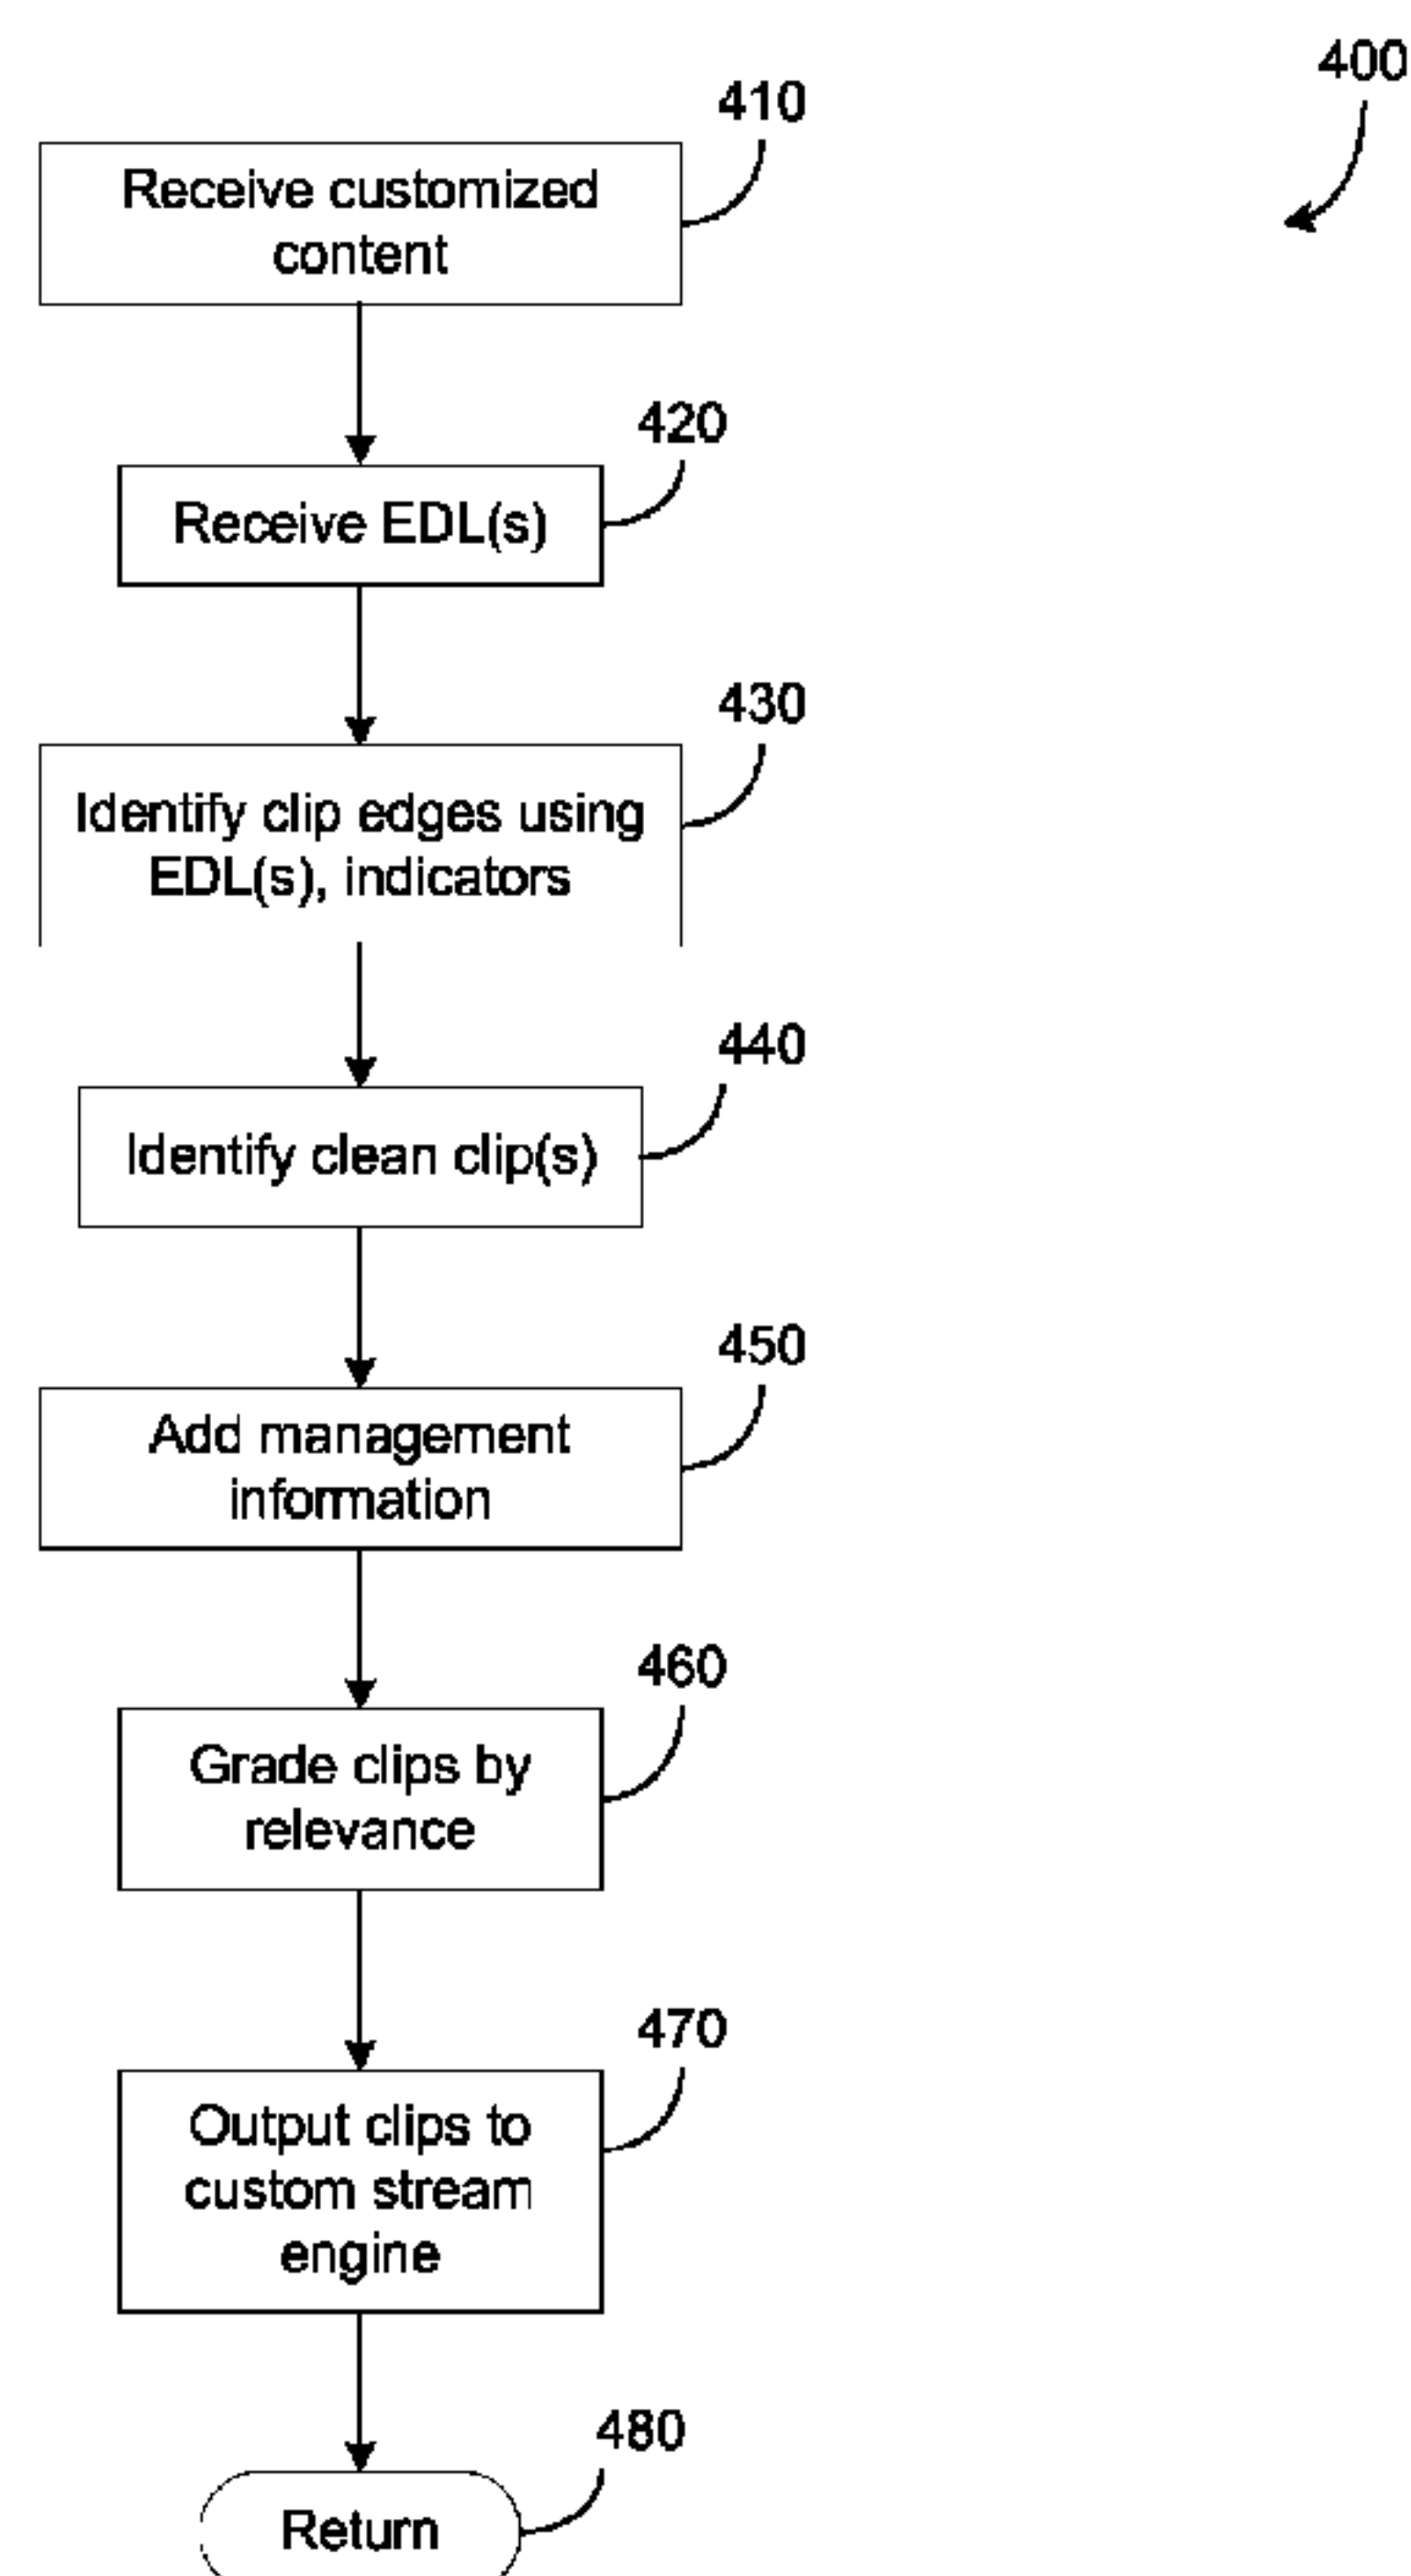 400
410
Receive customized
content
420
Receive EDL(s)
430
Identify clip edges using
EDL(s), indicators
440
Identify clean clip(s)
450
Add management
information
460
Grade clips by
relevance
470
Output clips to
custom stream
engine
480
Return